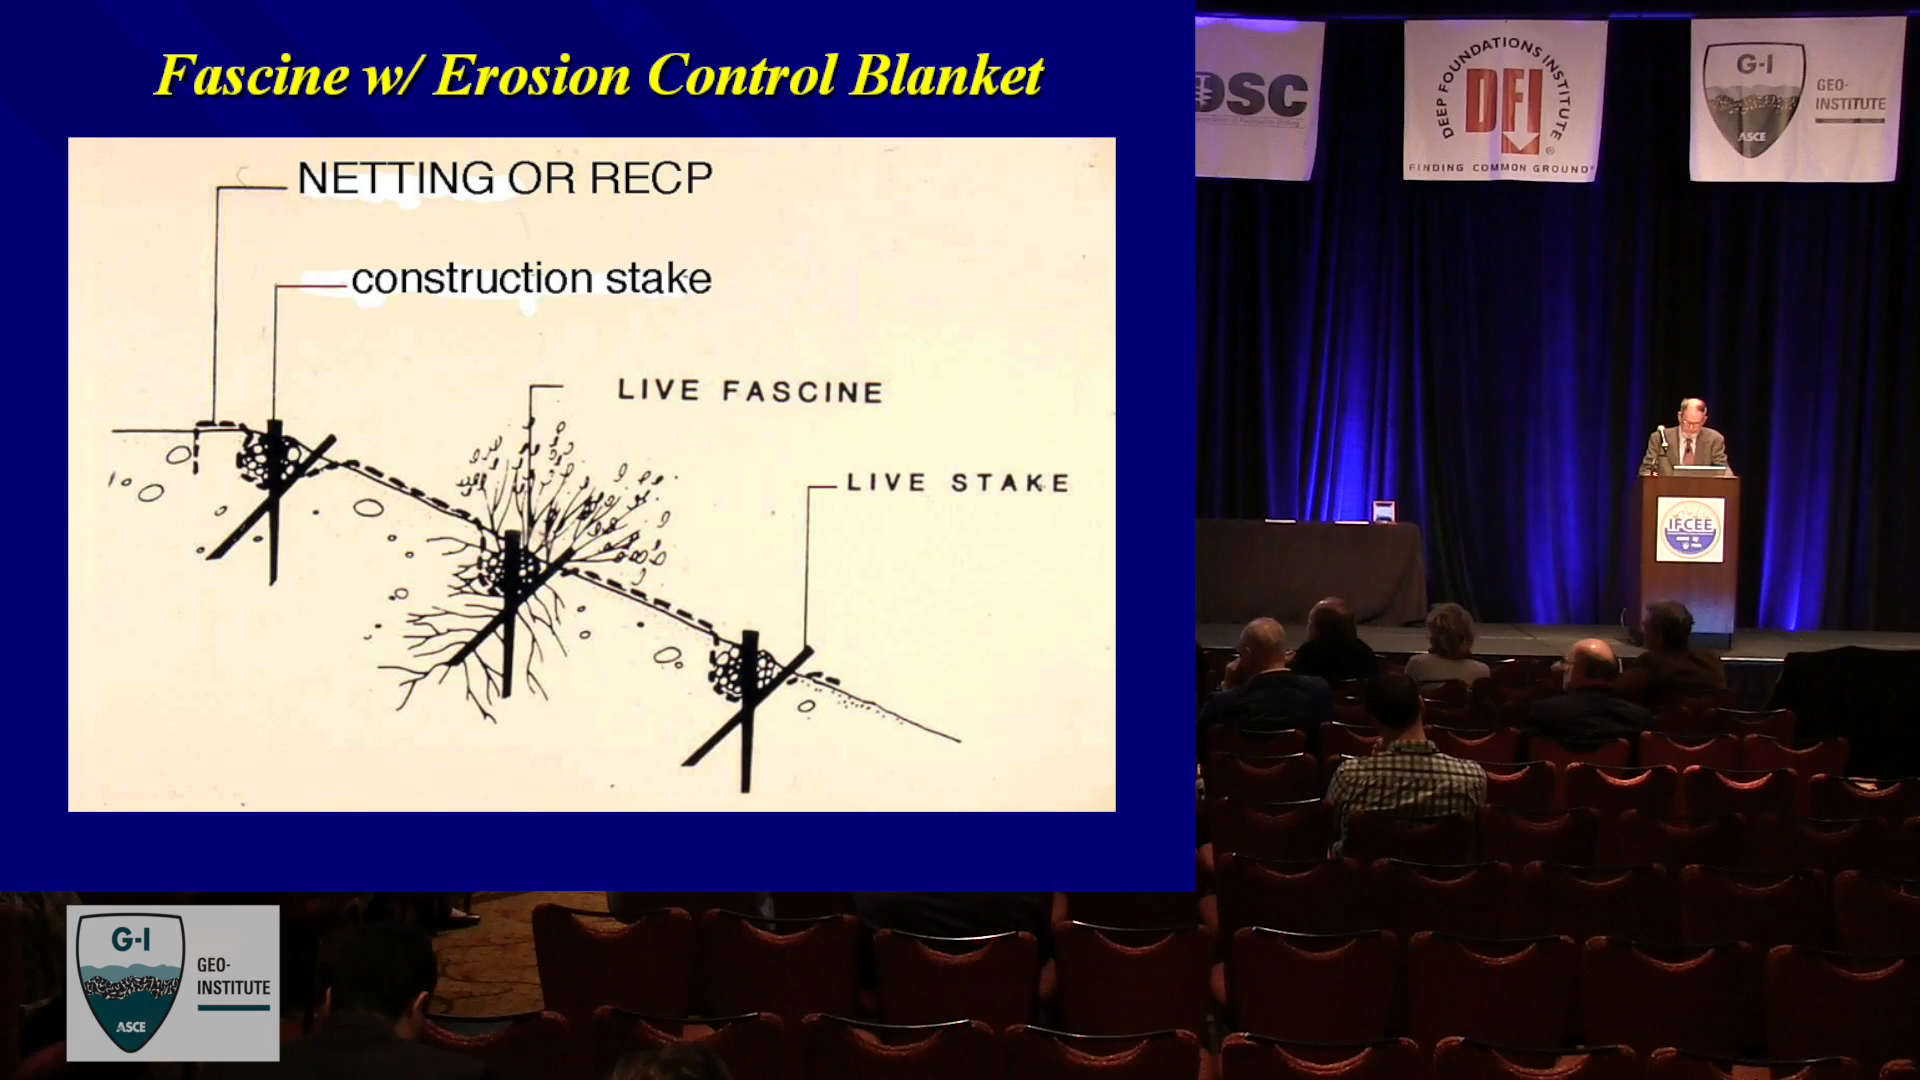 Fascine w/ Erosion Control Blanket
NETTING OR RECP
construction stake
LIVE FASCINE
LIVE STAKE
G-I
GEO-
INSTITUTE
ASCE
DSC
DEEP FOUNDATIONS INSTITUTE
DFI
®
FINDING COMMON GROUND®
G-I
GEO-
INSTITUTE
ASCE
IFCEE